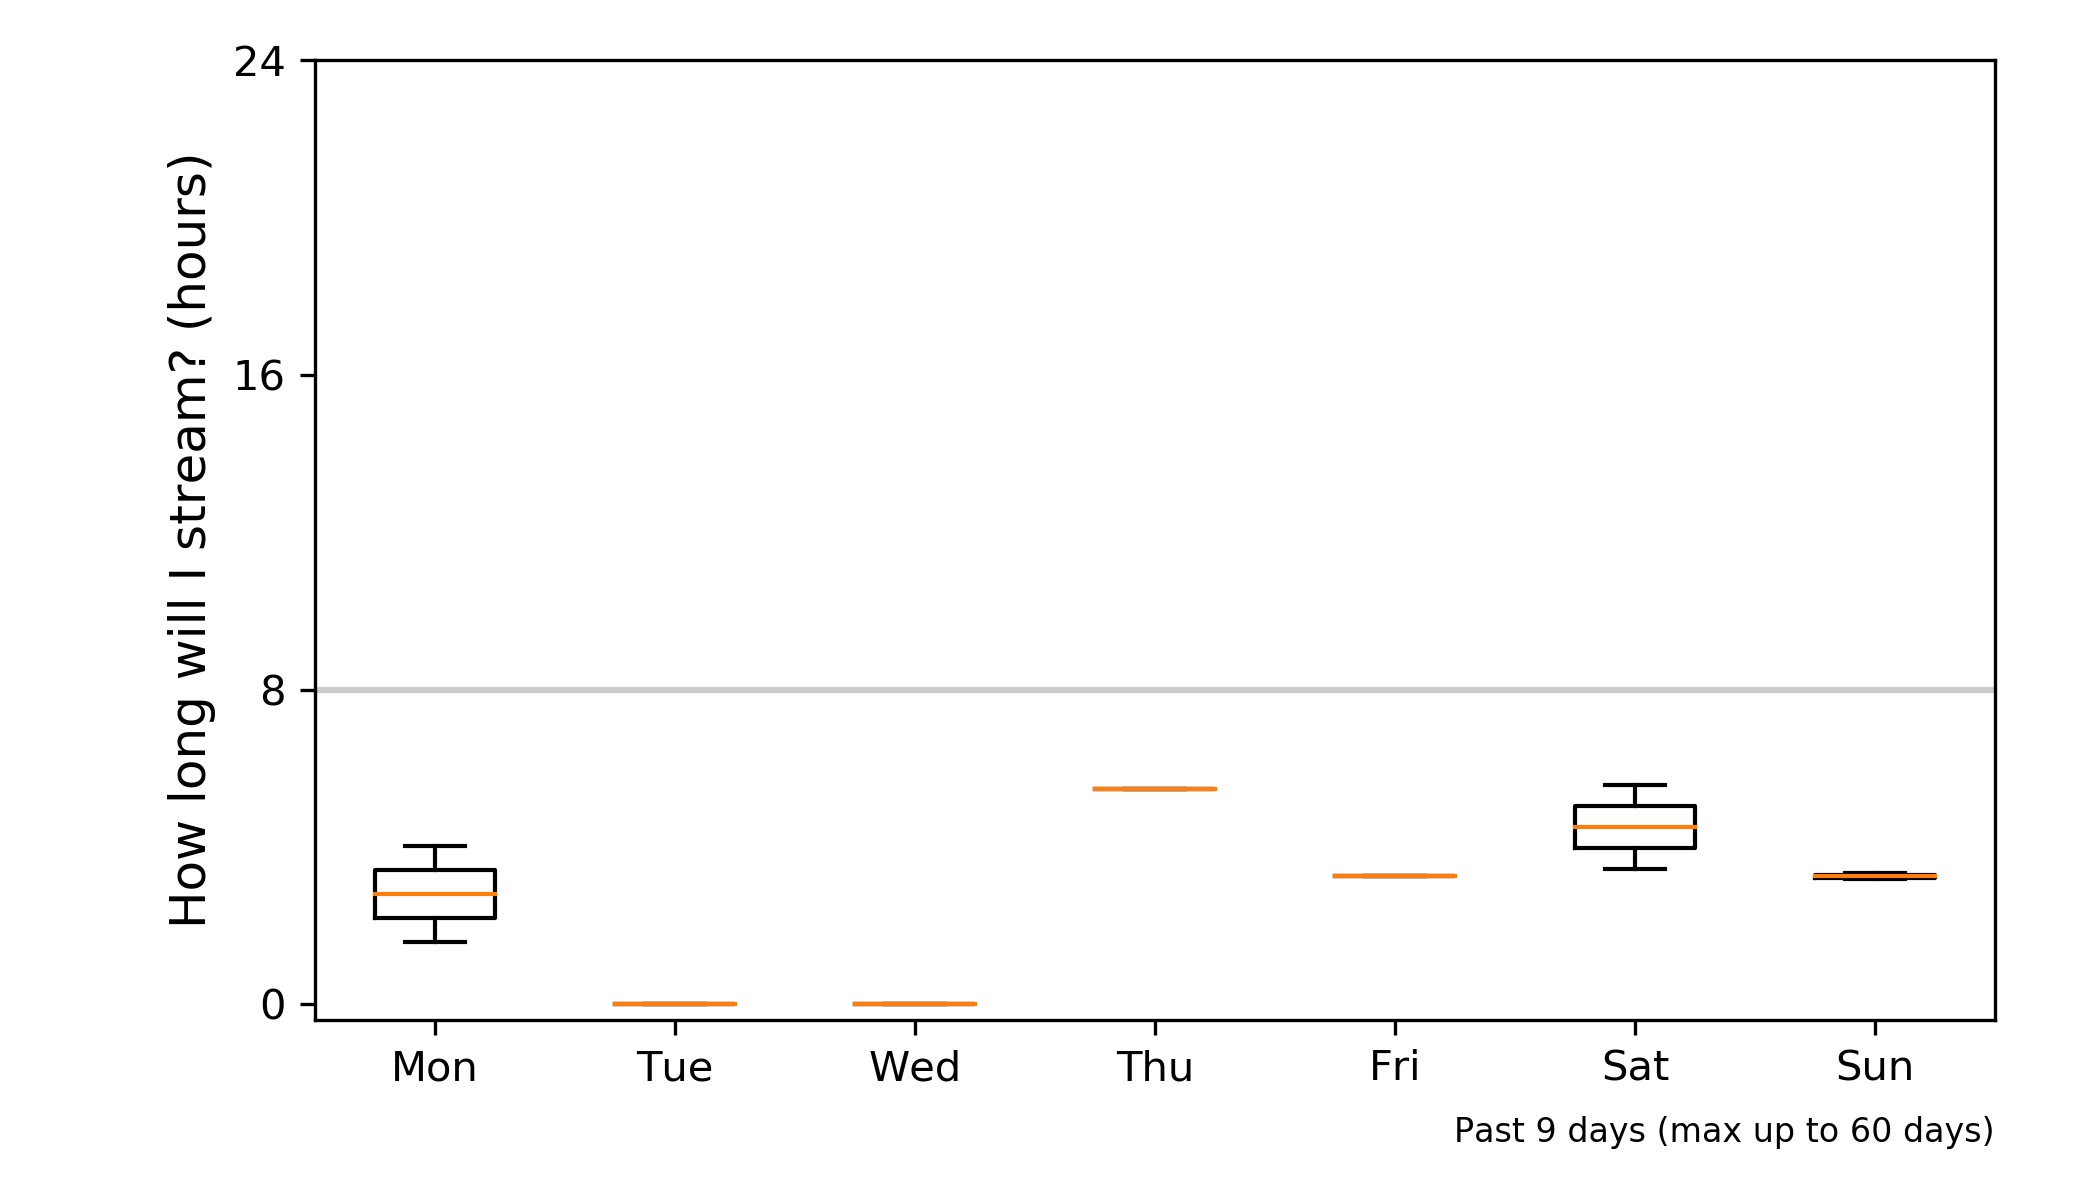 How long will I stream? (hours)
24
16
8
0
Mon Tue Wed Thu Fri Sat Sun
Past 9 days (max up to 60 days)